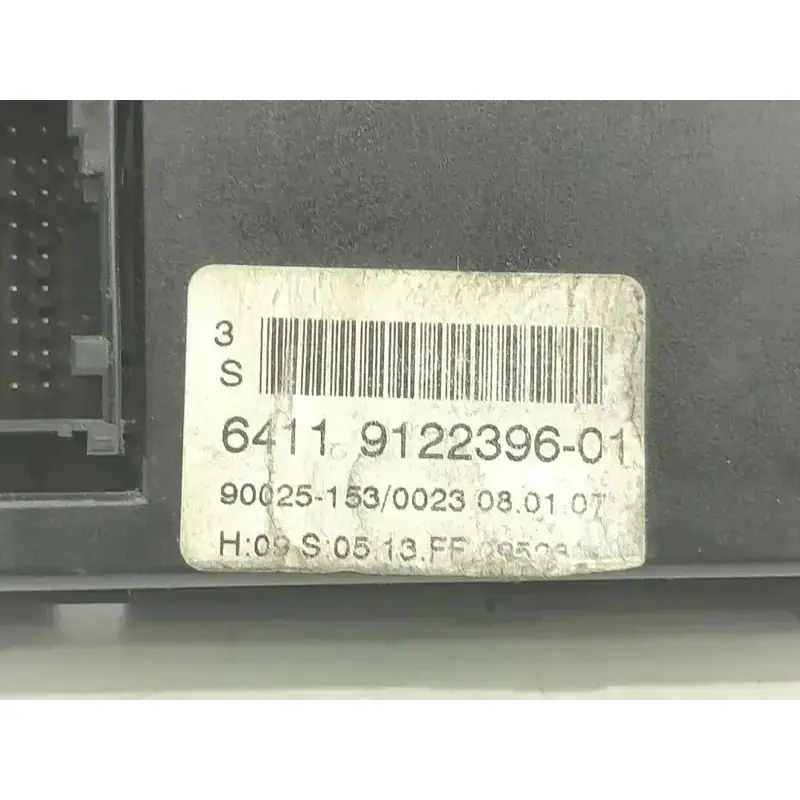 3
S
6411 9122396-01
90025-153/0023 08.01.07
H:09 S:05.13.FF